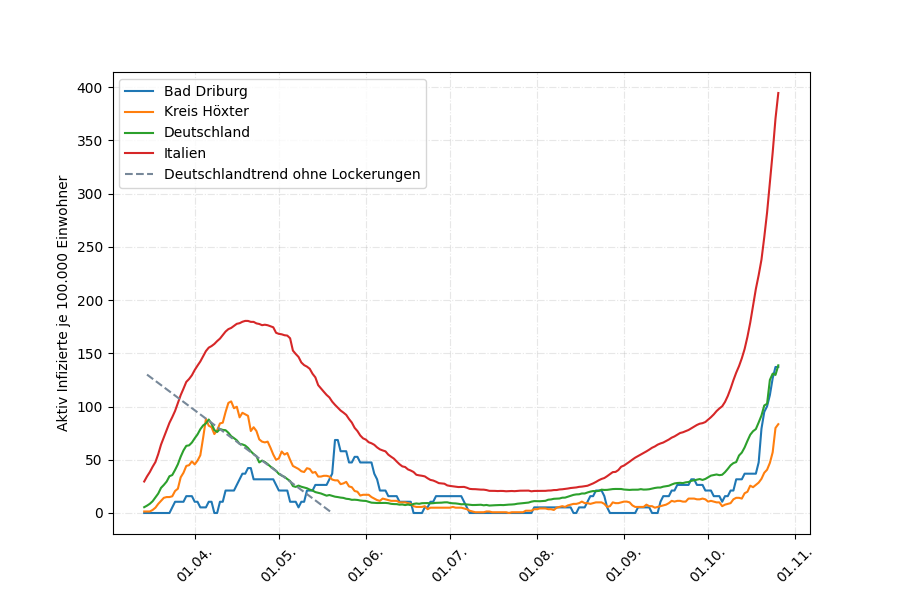 400
350
300
250
200
150
100
50
0
Aktiv Infizierte je 100.000 Einwohner
Bad Driburg
Kreis Höxter
Deutschland
Italien
Deutschlandtrend ohne Lockerungen
01.04.
01.05.
01.06.
01.07.
01.08.
01.09.
01.10.
01.11.